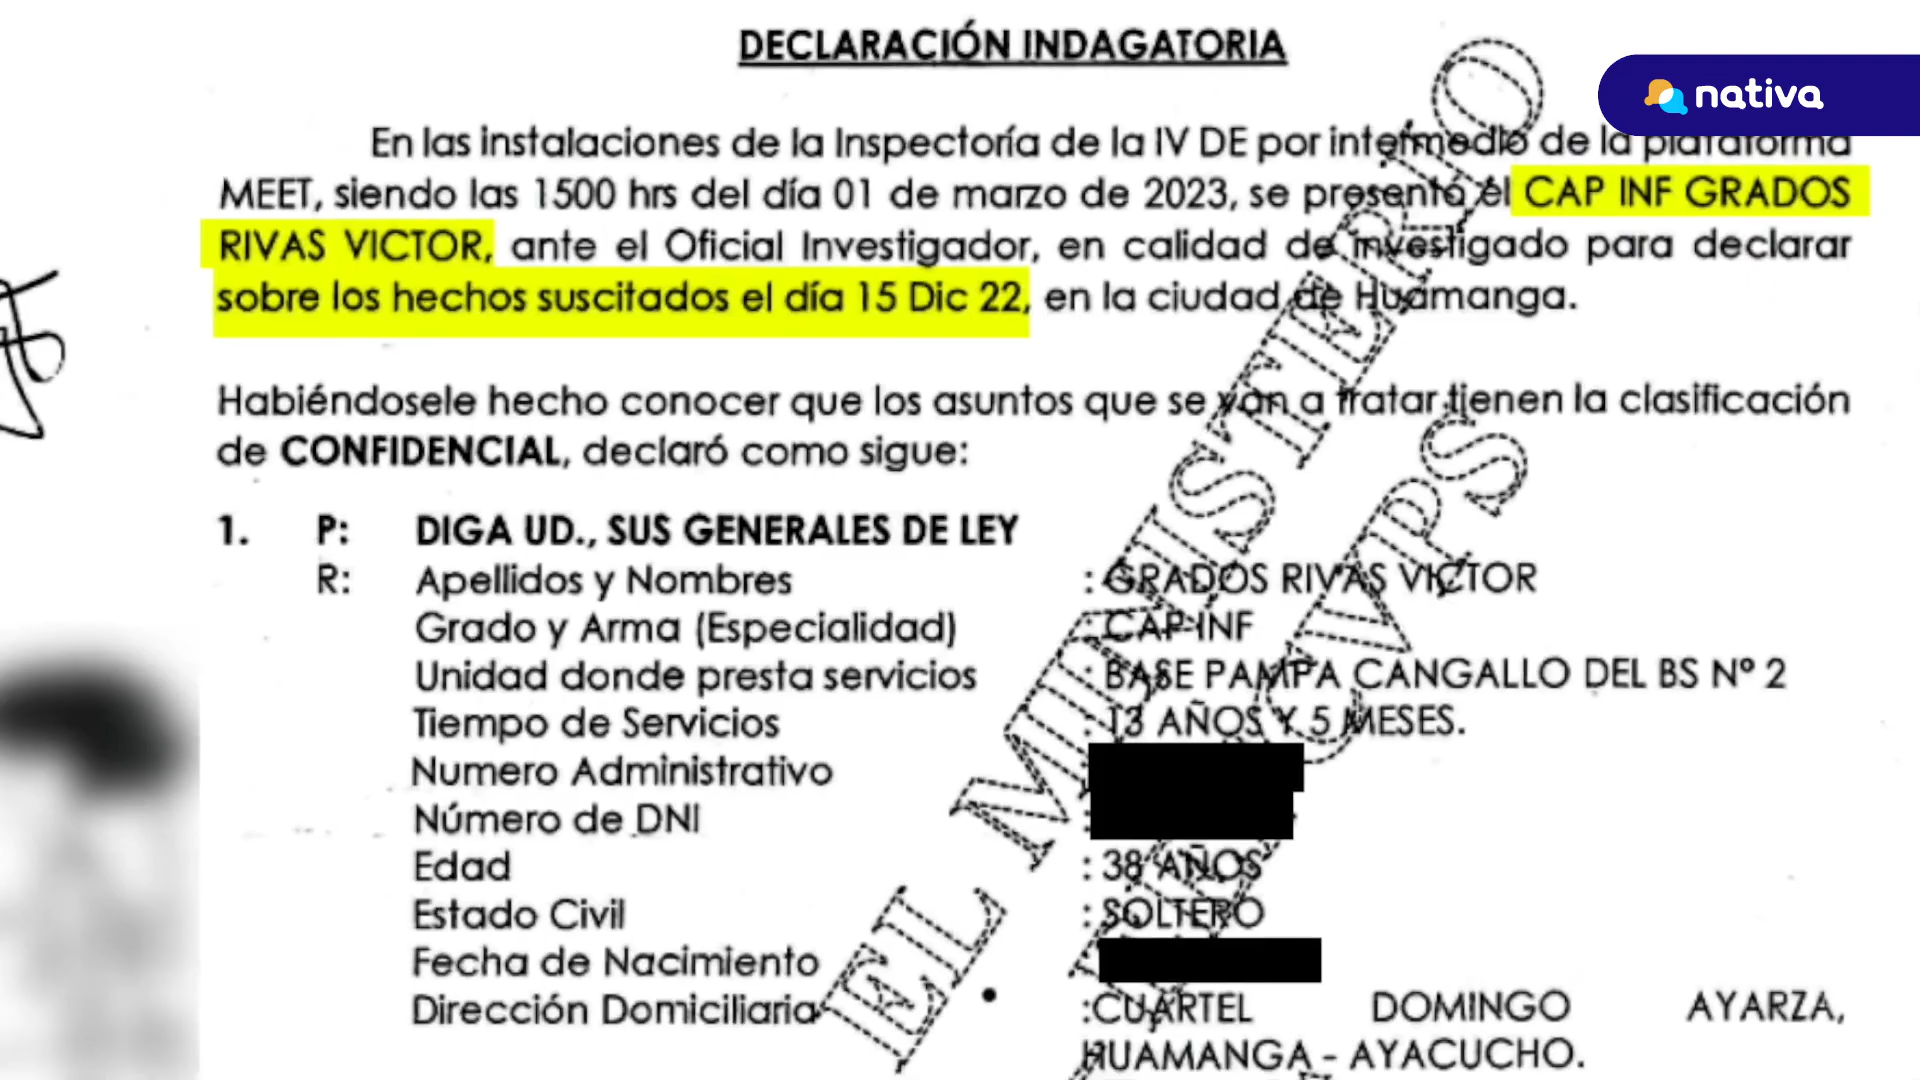 DECLARACIÓN INDAGATORIA
nativa
En las instalaciones de la Inspectoría de la IV DE por intermedio de la plataforma
MEET, siendo las 1500 hrs del día 01 de marzo de 2023, se presentó el CAP INF GRADOS
RIVAS VICTOR, ante el Oficial Investigador, en calidad de investigado para declarar
sobre los hechos suscitados el día 15 Dic 22, en la ciudad de Huamanga.
Habiéndosele hecho conocer que los asuntos que se van a tratar tienen la clasificación
de CONFIDENCIAL, declaró como sigue:
1. P: DIGA UD., SUS GENERALES DE LEY
R: Apellidos y Nombres : GRADOS RIVAS VICTOR
Grado y Arma (Especialidad) : CAP INF
Unidad donde presta servicios : BASE PAMPA CANGALLO DEL BS Nº 2
Tiempo de Servicios : 13 AÑOS Y 5 MESES.
Numero Administrativo :
Número de DNI :
Edad : 38 AÑOS
Estado Civil : SOLTERO
Fecha de Nacimiento
Dirección Domiciliaria :CUARTEL DOMINGO AYARZA,
HUAMANGA - AYACUCHO.
EL MINISTERIO
CVPS